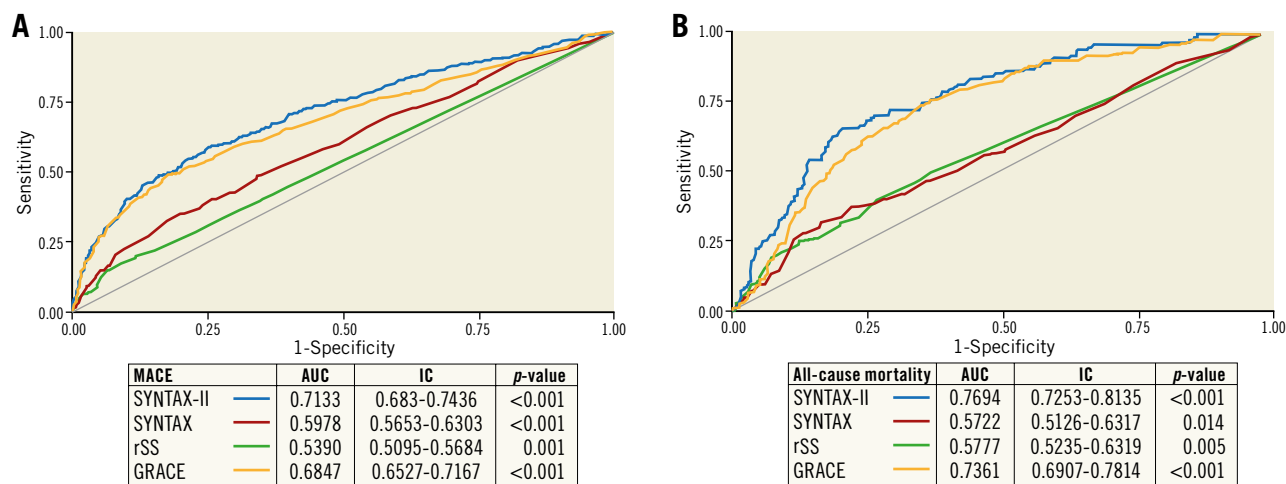 A
1.00
0.75
0.50
0.25
0.00
Sensitivity
0.00 0.25 0.50 0.75 1.00
1-Specificity
MACE AUC IC p-value
SYNTAX-II 0.7133 0.683-0.7436 <0.001
SYNTAX 0.5978 0.5653-0.6303 <0.001
rSS 0.5390 0.5095-0.5684 0.001
GRACE 0.6847 0.6527-0.7167 <0.001
B
1.00
0.75
0.50
0.25
0.00
Sensitivity
0.00 0.25 0.50 0.75 1.00
1-Specificity
All-cause mortality AUC IC p-value
SYNTAX-II 0.7694 0.7253-0.8135 <0.001
SYNTAX 0.5722 0.5126-0.6317 0.014
rSS 0.5777 0.5235-0.6319 0.005
GRACE 0.7361 0.6907-0.7814 <0.001